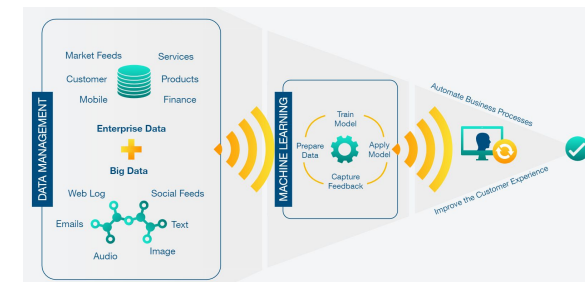 DATA MANAGEMENT
Market Feeds
Services
Customer
Products
Mobile
Finance
Enterprise Data
Big Data
Web Log
Social Feeds
Emails
Text
Audio
Image
MACHINE LEARNING
Train
Model
Prepare
Data
Apply
Model
Capture
Feedback
Automate Business Processes
Improve the Customer Experience